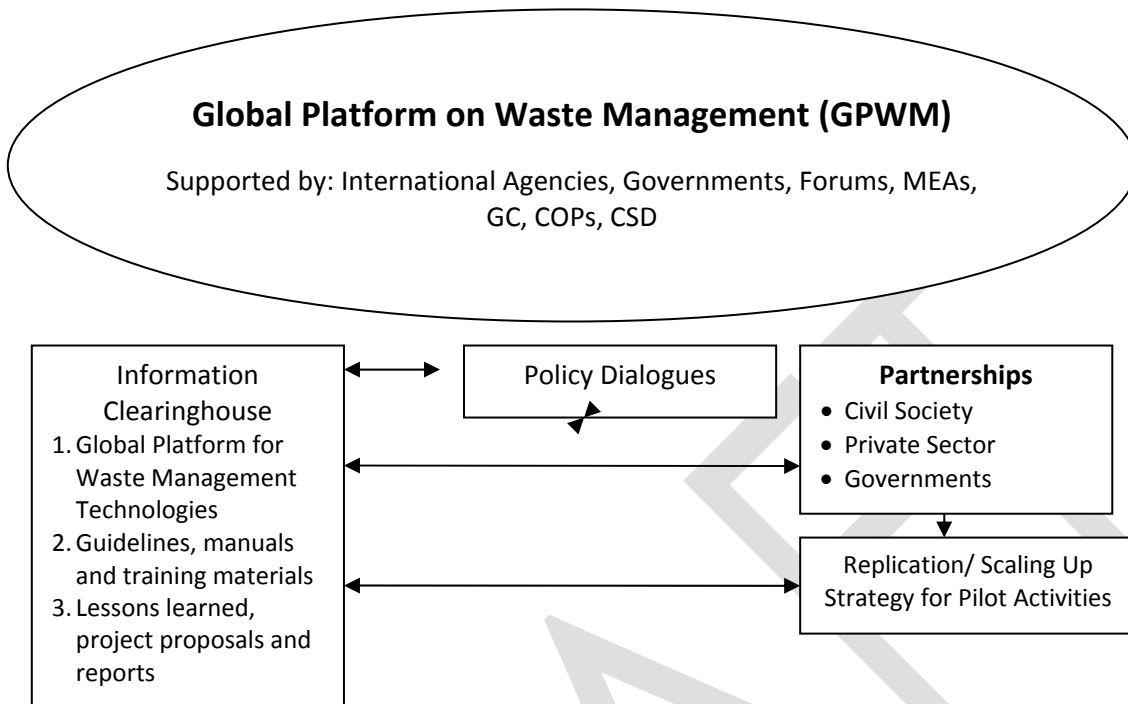 Global Platform on Waste Management (GPWM)
Supported by: International Agencies, Governments, Forums, MEAs,
GC, COPs, CSD
Information
Clearinghouse
1. Global Platform for
Waste Management
Technologies
2. Guidelines, manuals
and training materials
3. Lessons learned,
project proposals and
reports
Policy Dialogues
Partnerships
• Civil Society
• Private Sector
• Governments
Replication/ Scaling Up
Strategy for Pilot Activities